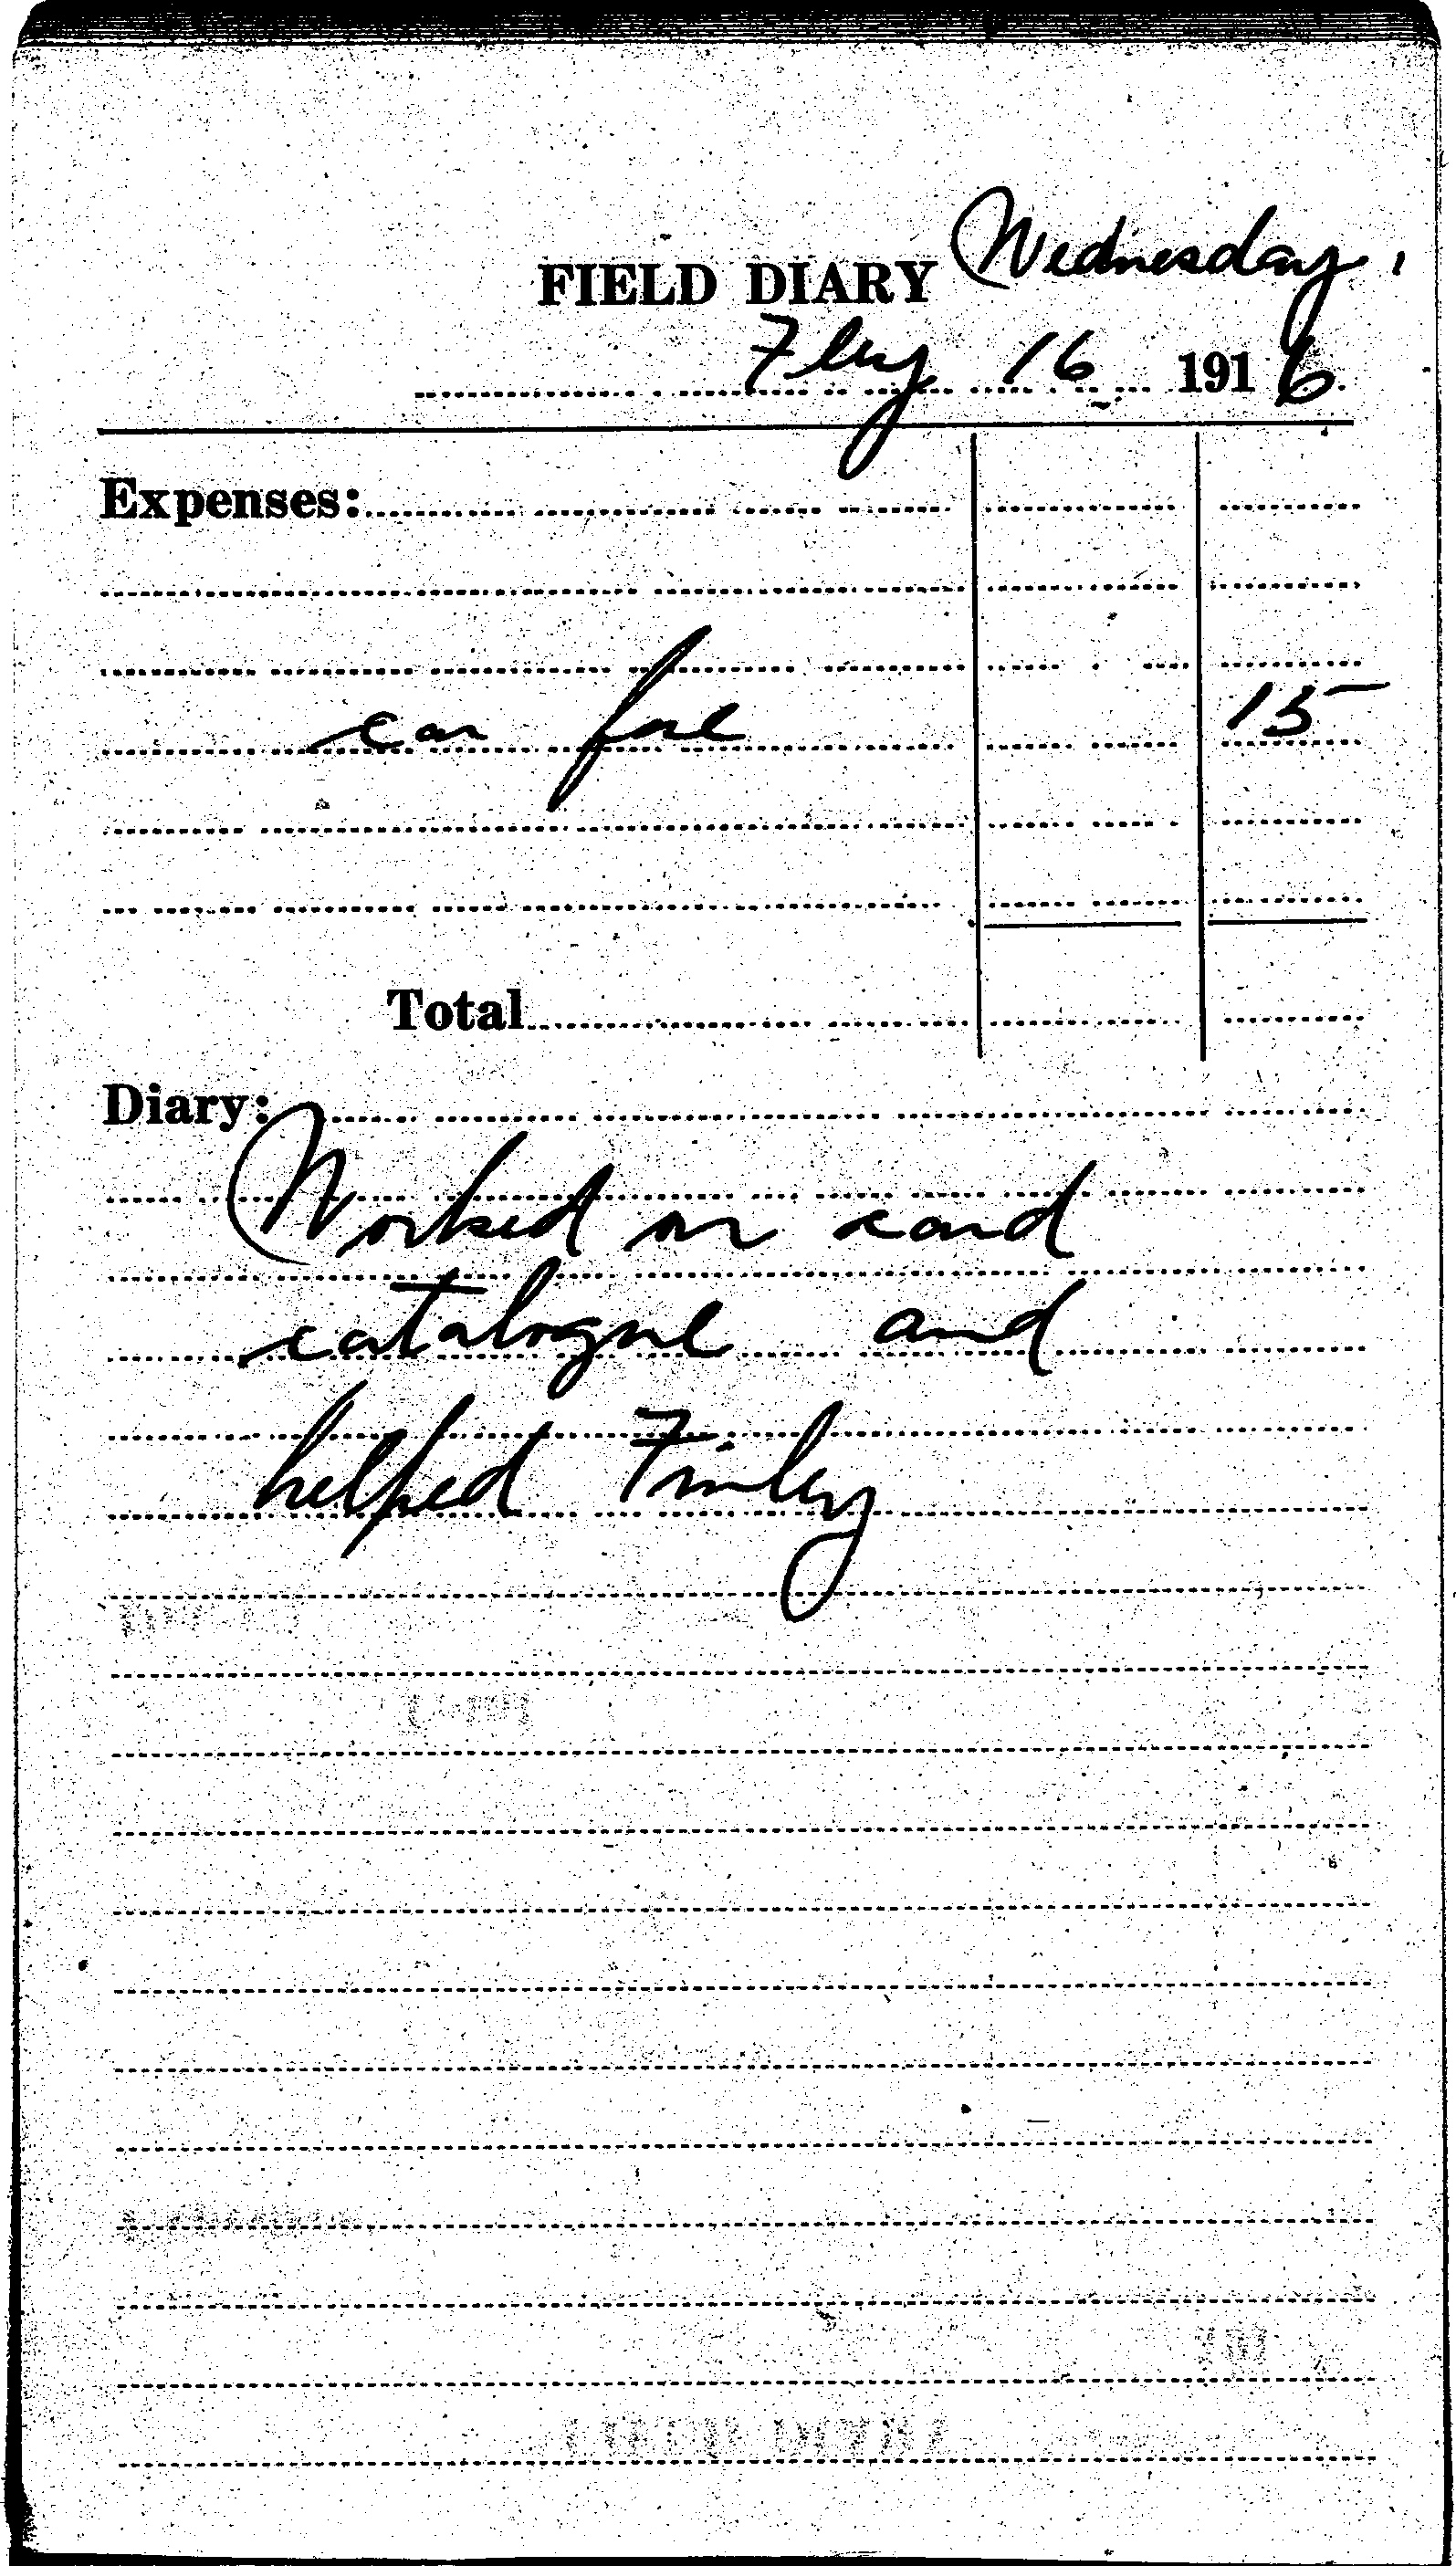 FIELD DIARY Wednesday,
Feby 16 1916
Expenses:
car fare 15
Total
Diary:
Worked on card
catalogue and
helped Finley